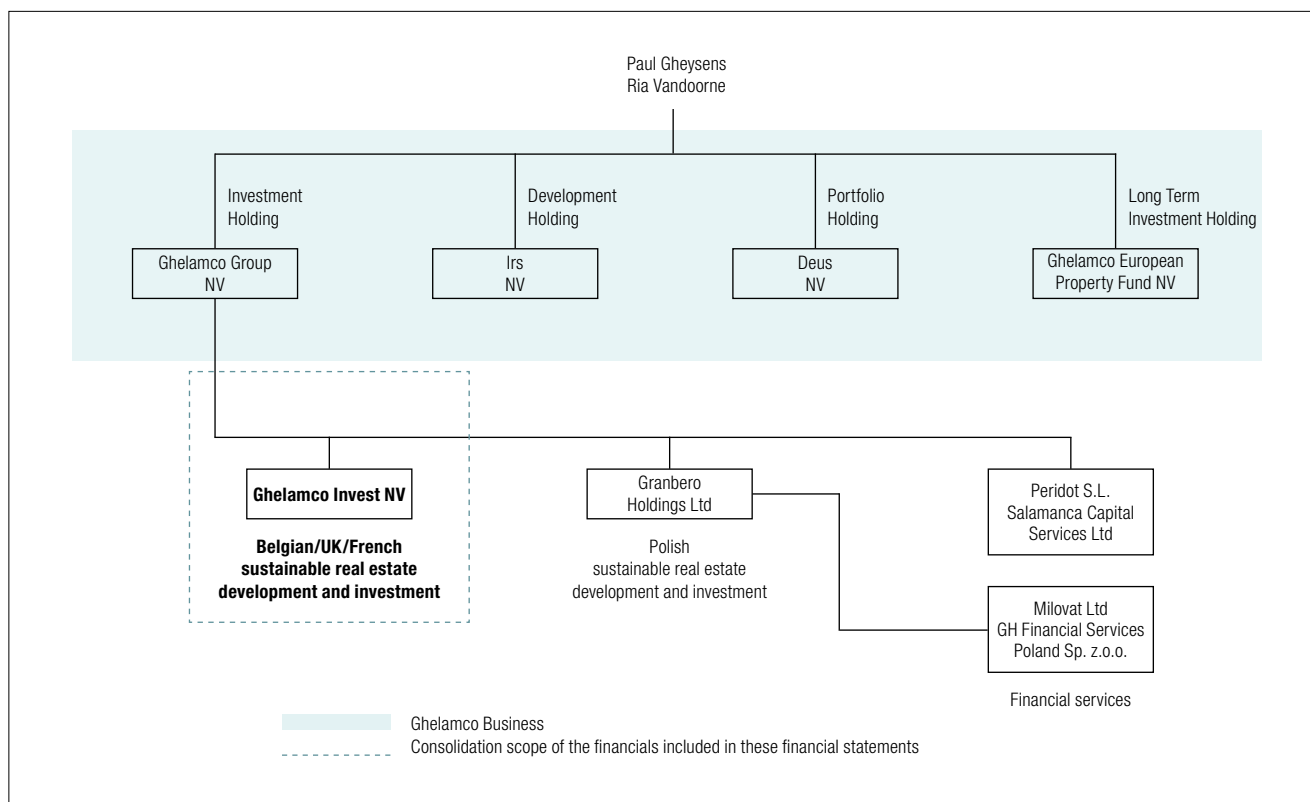 Paul Gheysens
Ria Vandoorne
Investment
Holding
Development
Holding
Portfolio
Holding
Long Term
Investment Holding
Ghelamco Group
NV
Irs
NV
Deus
NV
Ghelamco European
Property Fund NV
Ghelamco Invest NV
Belgian/UK/French
sustainable real estate
development and investment
Granbero
Holdings Ltd
Polish
sustainable real estate
development and investment
Peridot S.L.
Salamanca Capital
Services Ltd
Milovat Ltd
GH Financial Services
Poland Sp. z.o.o.
Financial services
Ghelamco Business
Consolidation scope of the financials included in these financial statements